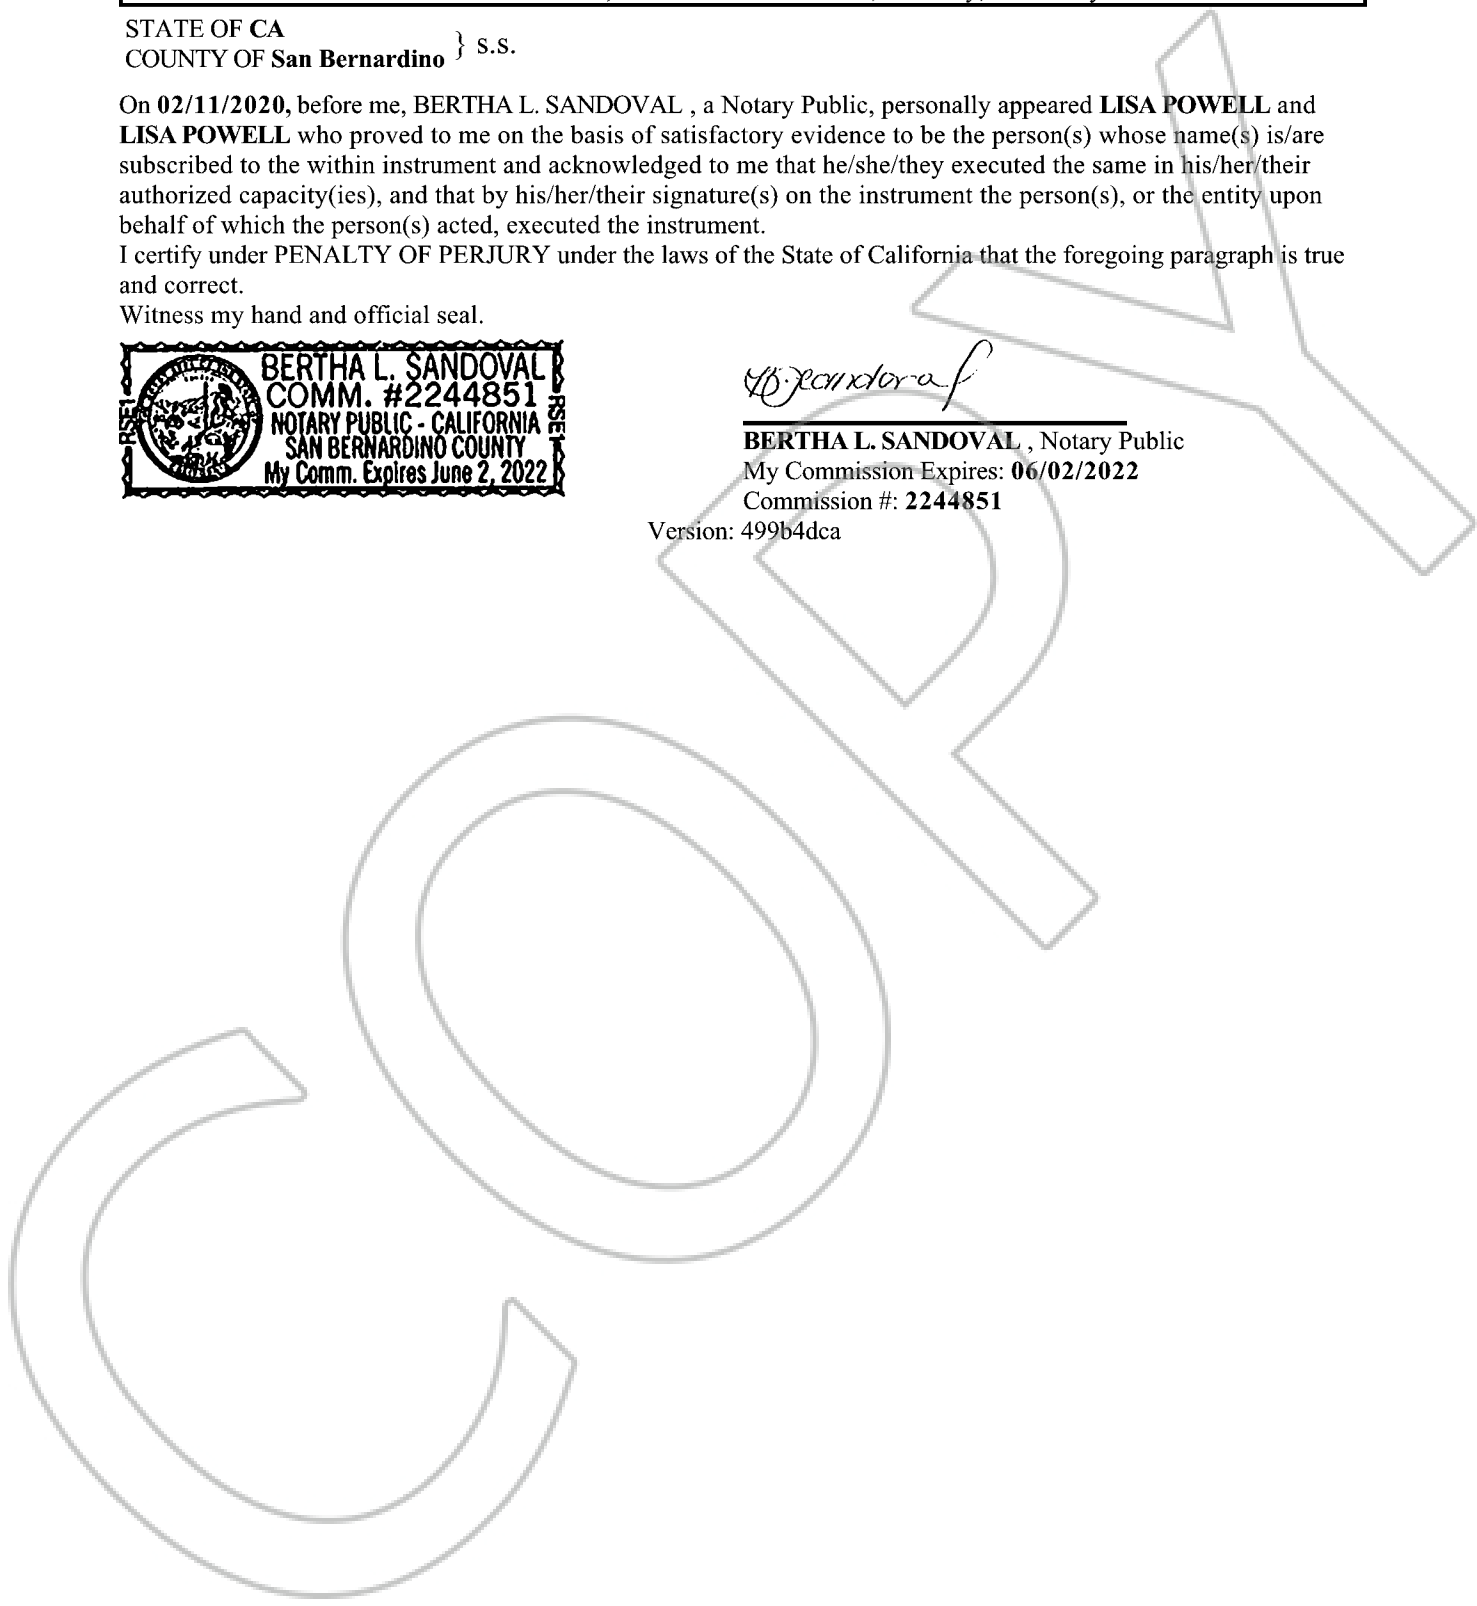 STATE OF CA
COUNTY OF San Bernardino } s.s.
On 02/11/2020, before me, BERTHA L. SANDOVAL , a Notary Public, personally appeared LISA POWELL and
LISA POWELL who proved to me on the basis of satisfactory evidence to be the person(s) whose name(s) is/are
subscribed to the within instrument and acknowledged to me that he/she/they executed the same in his/her/their
authorized capacity(ies), and that by his/her/their signature(s) on the instrument the person(s), or the entity upon
behalf of which the person(s) acted, executed the instrument.
I certify under PENALTY OF PERJURY under the laws of the State of California that the foregoing paragraph is true
and correct.
Witness my hand and official seal.
BERTHA L. SANDOVAL
COMM. #2244851
NOTARY PUBLIC - CALIFORNIA
SAN BERNARDINO COUNTY
My Comm. Expires June 2, 2022
RSE1
RSE1
BERTHA L. SANDOVAL , Notary Public
My Commission Expires: 06/02/2022
Commission #: 2244851
Version: 499b4dca
COPY